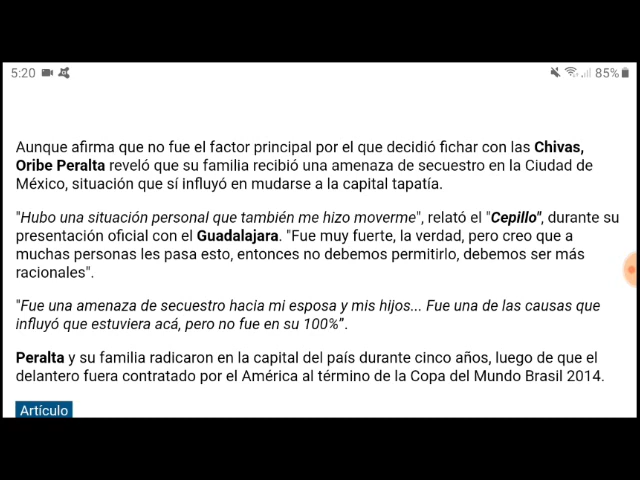 5:20 85%
Aunque afirma que no fue el factor principal por el que decidió fichar con las Chivas,
Oribe Peralta reveló que su familia recibió una amenaza de secuestro en la Ciudad de
México, situación que sí influyó en mudarse a la capital tapatía.
"Hubo una situación personal que también me hizo moverme", relató el "Cepillo", durante su
presentación oficial con el Guadalajara. "Fue muy fuerte, la verdad, pero creo que a
muchas personas les pasa esto, entonces no debemos permitirlo, debemos ser más
racionales".
"Fue una amenaza de secuestro hacia mi esposa y mis hijos... Fue una de las causas que
influyó que estuviera acá, pero no fue en su 100%”.
Peralta y su familia radicaron en la capital del país durante cinco años, luego de que el
delantero fuera contratado por el América al término de la Copa del Mundo Brasil 2014.
Artículo